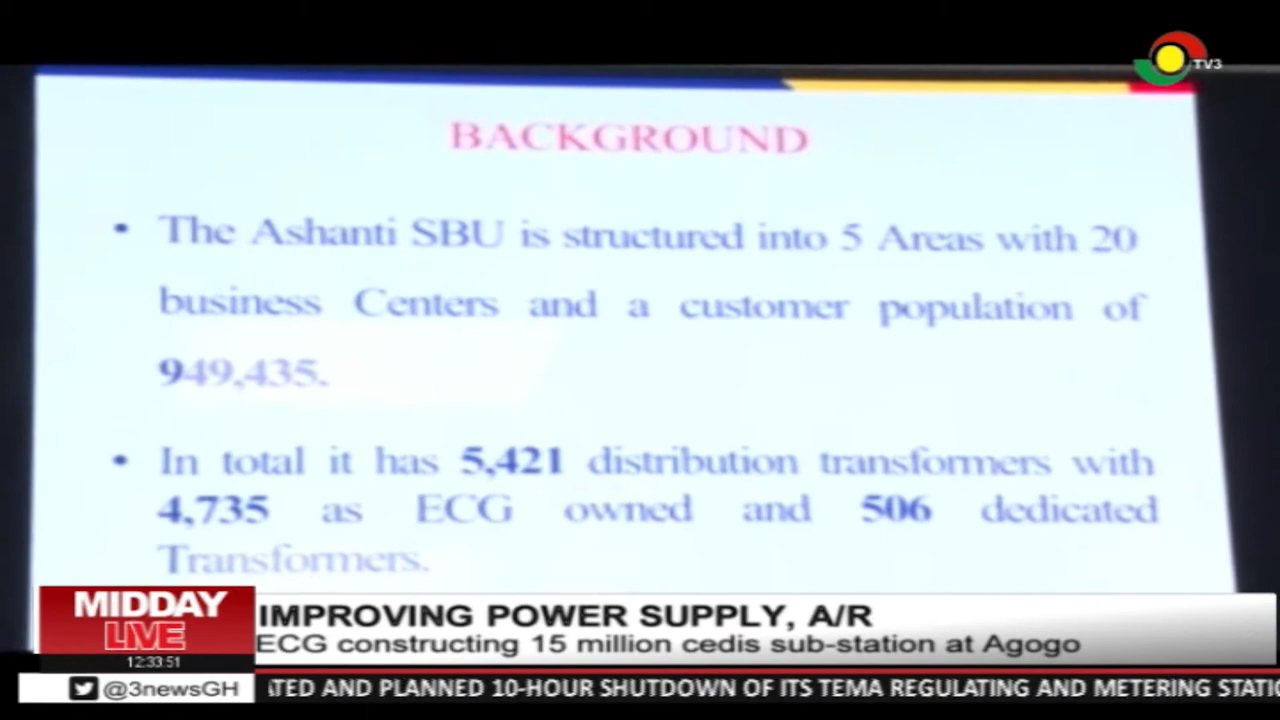 TV3
BACKGROUND
• The Ashanti SBU is structured into 5 Areas with 20
business Centers and a customer population of
949,435.
• In total it has 5,421 distribution transformers with
4,735 as ECG owned and 506 dedicated
Transformers.
MIDDAY
LIVE
12:33:51
IMPROVING POWER SUPPLY, A/R
ECG constructing 15 million cedis sub-station at Agogo
@3newsGH
AND PLANNED 10-HOUR SHUTDOWN OF ITS TEMA REGULATING AND METERING